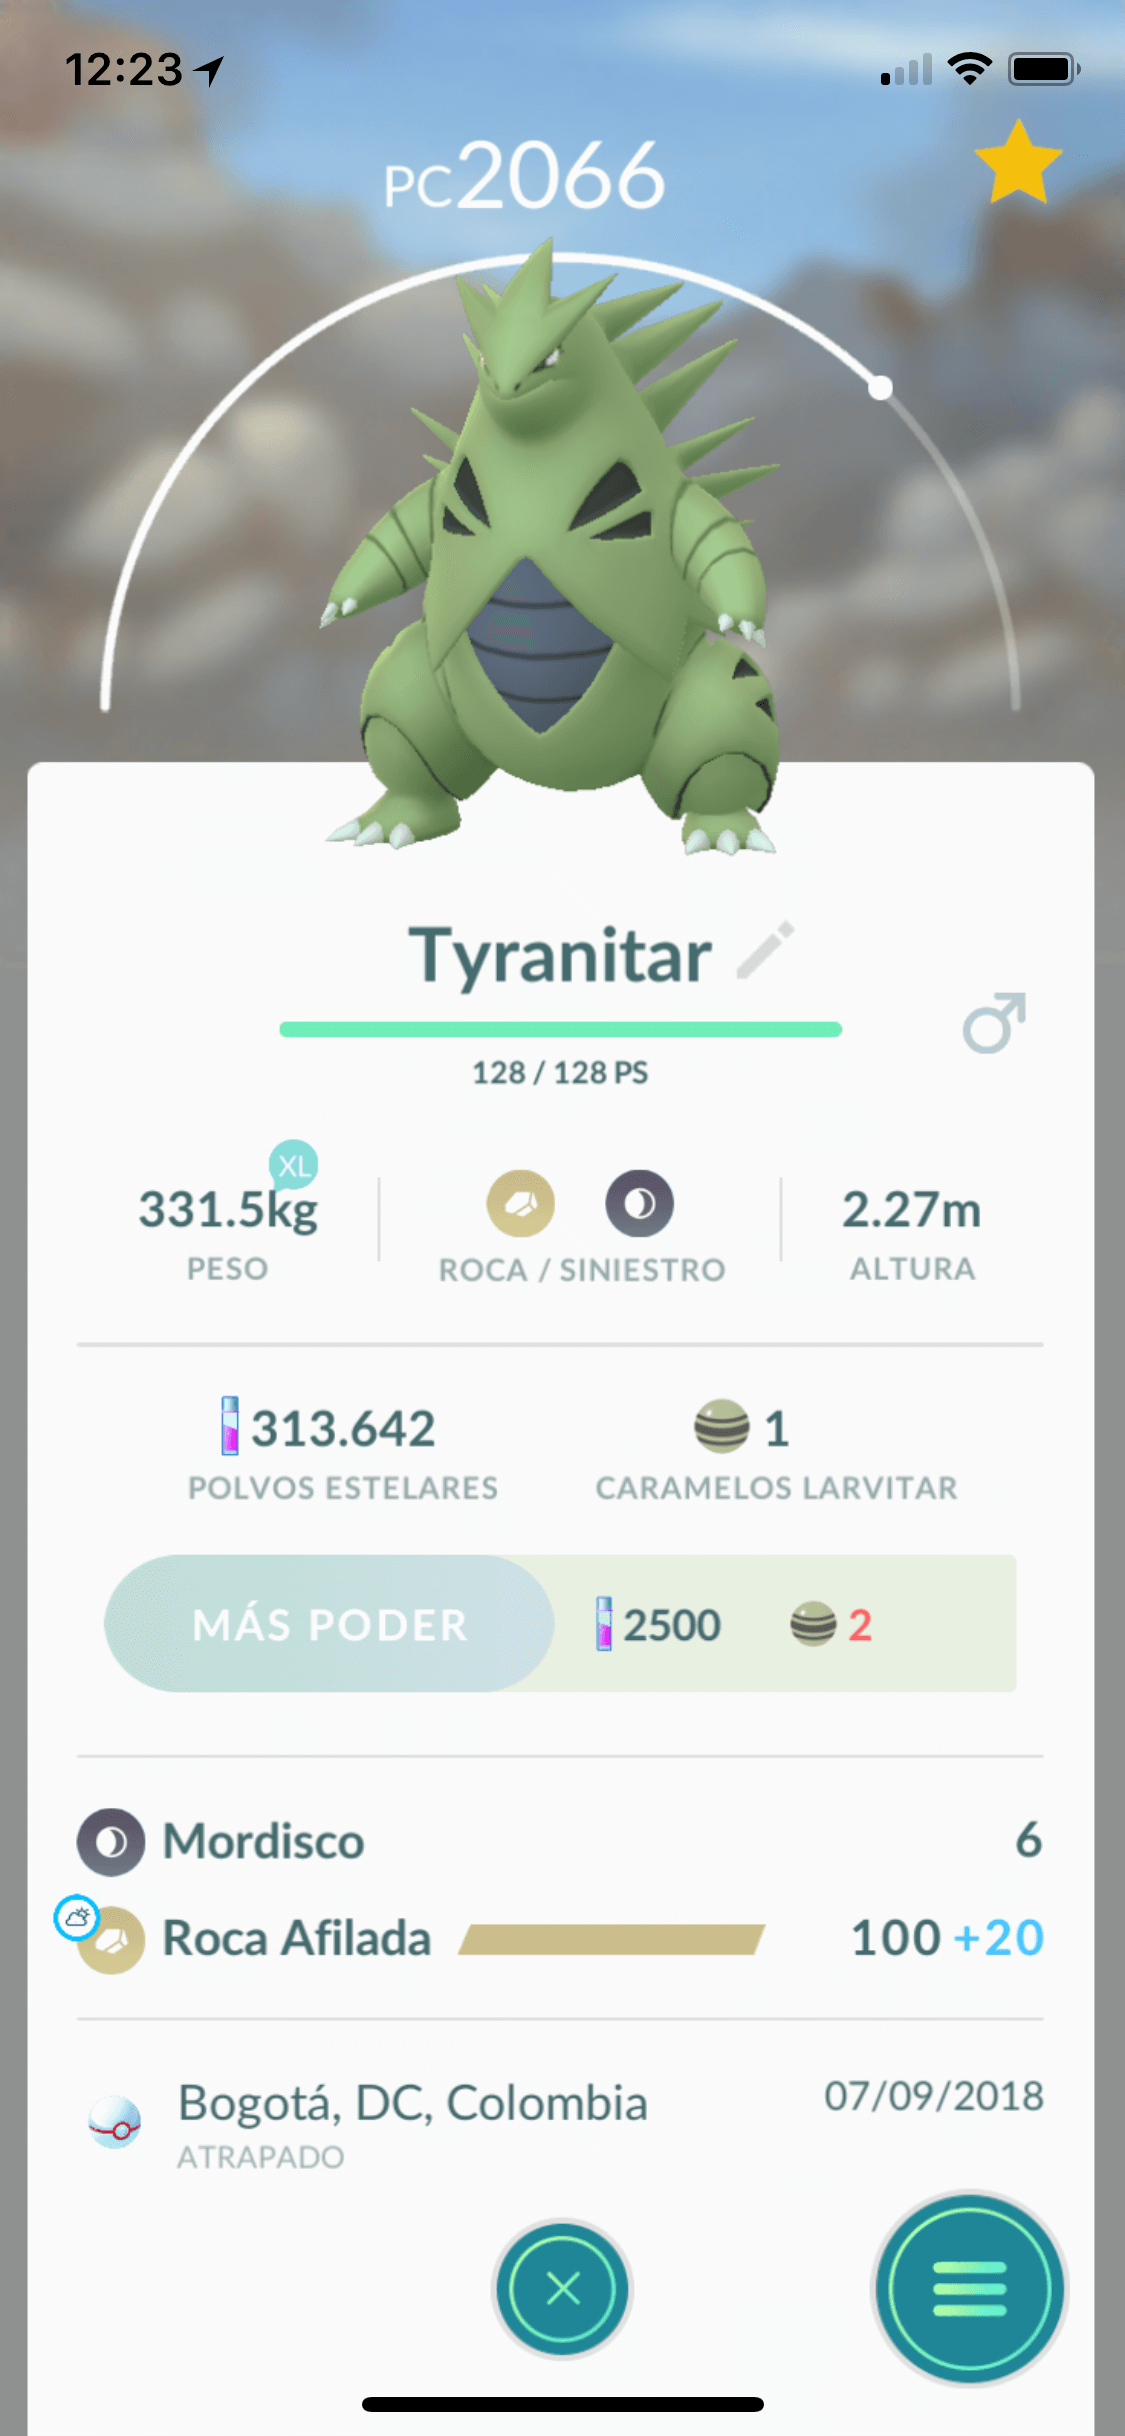 12:23
PC2066
Tyranitar
128 / 128 PS
XL
331.5kg
PESO
ROCA / SINIESTRO
2.27m
ALTURA
313.642
POLVOS ESTELARES
1
CARAMELOS LARVITAR
MÁS PODER
2500
2
Mordisco
6
Roca Afilada
100 +20
Bogotá, DC, Colombia
07/09/2018
ATRAPADO